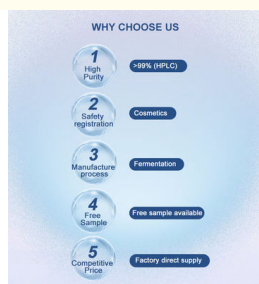 WHY CHOOSE US
1
High
Purity
>99% (HPLC)
2
Safety
registration
Cosmetics
3
Manufacture
process
Fermentation
4
Free
Sample
Free sample available
5
Competitive
Price
Factory direct supply